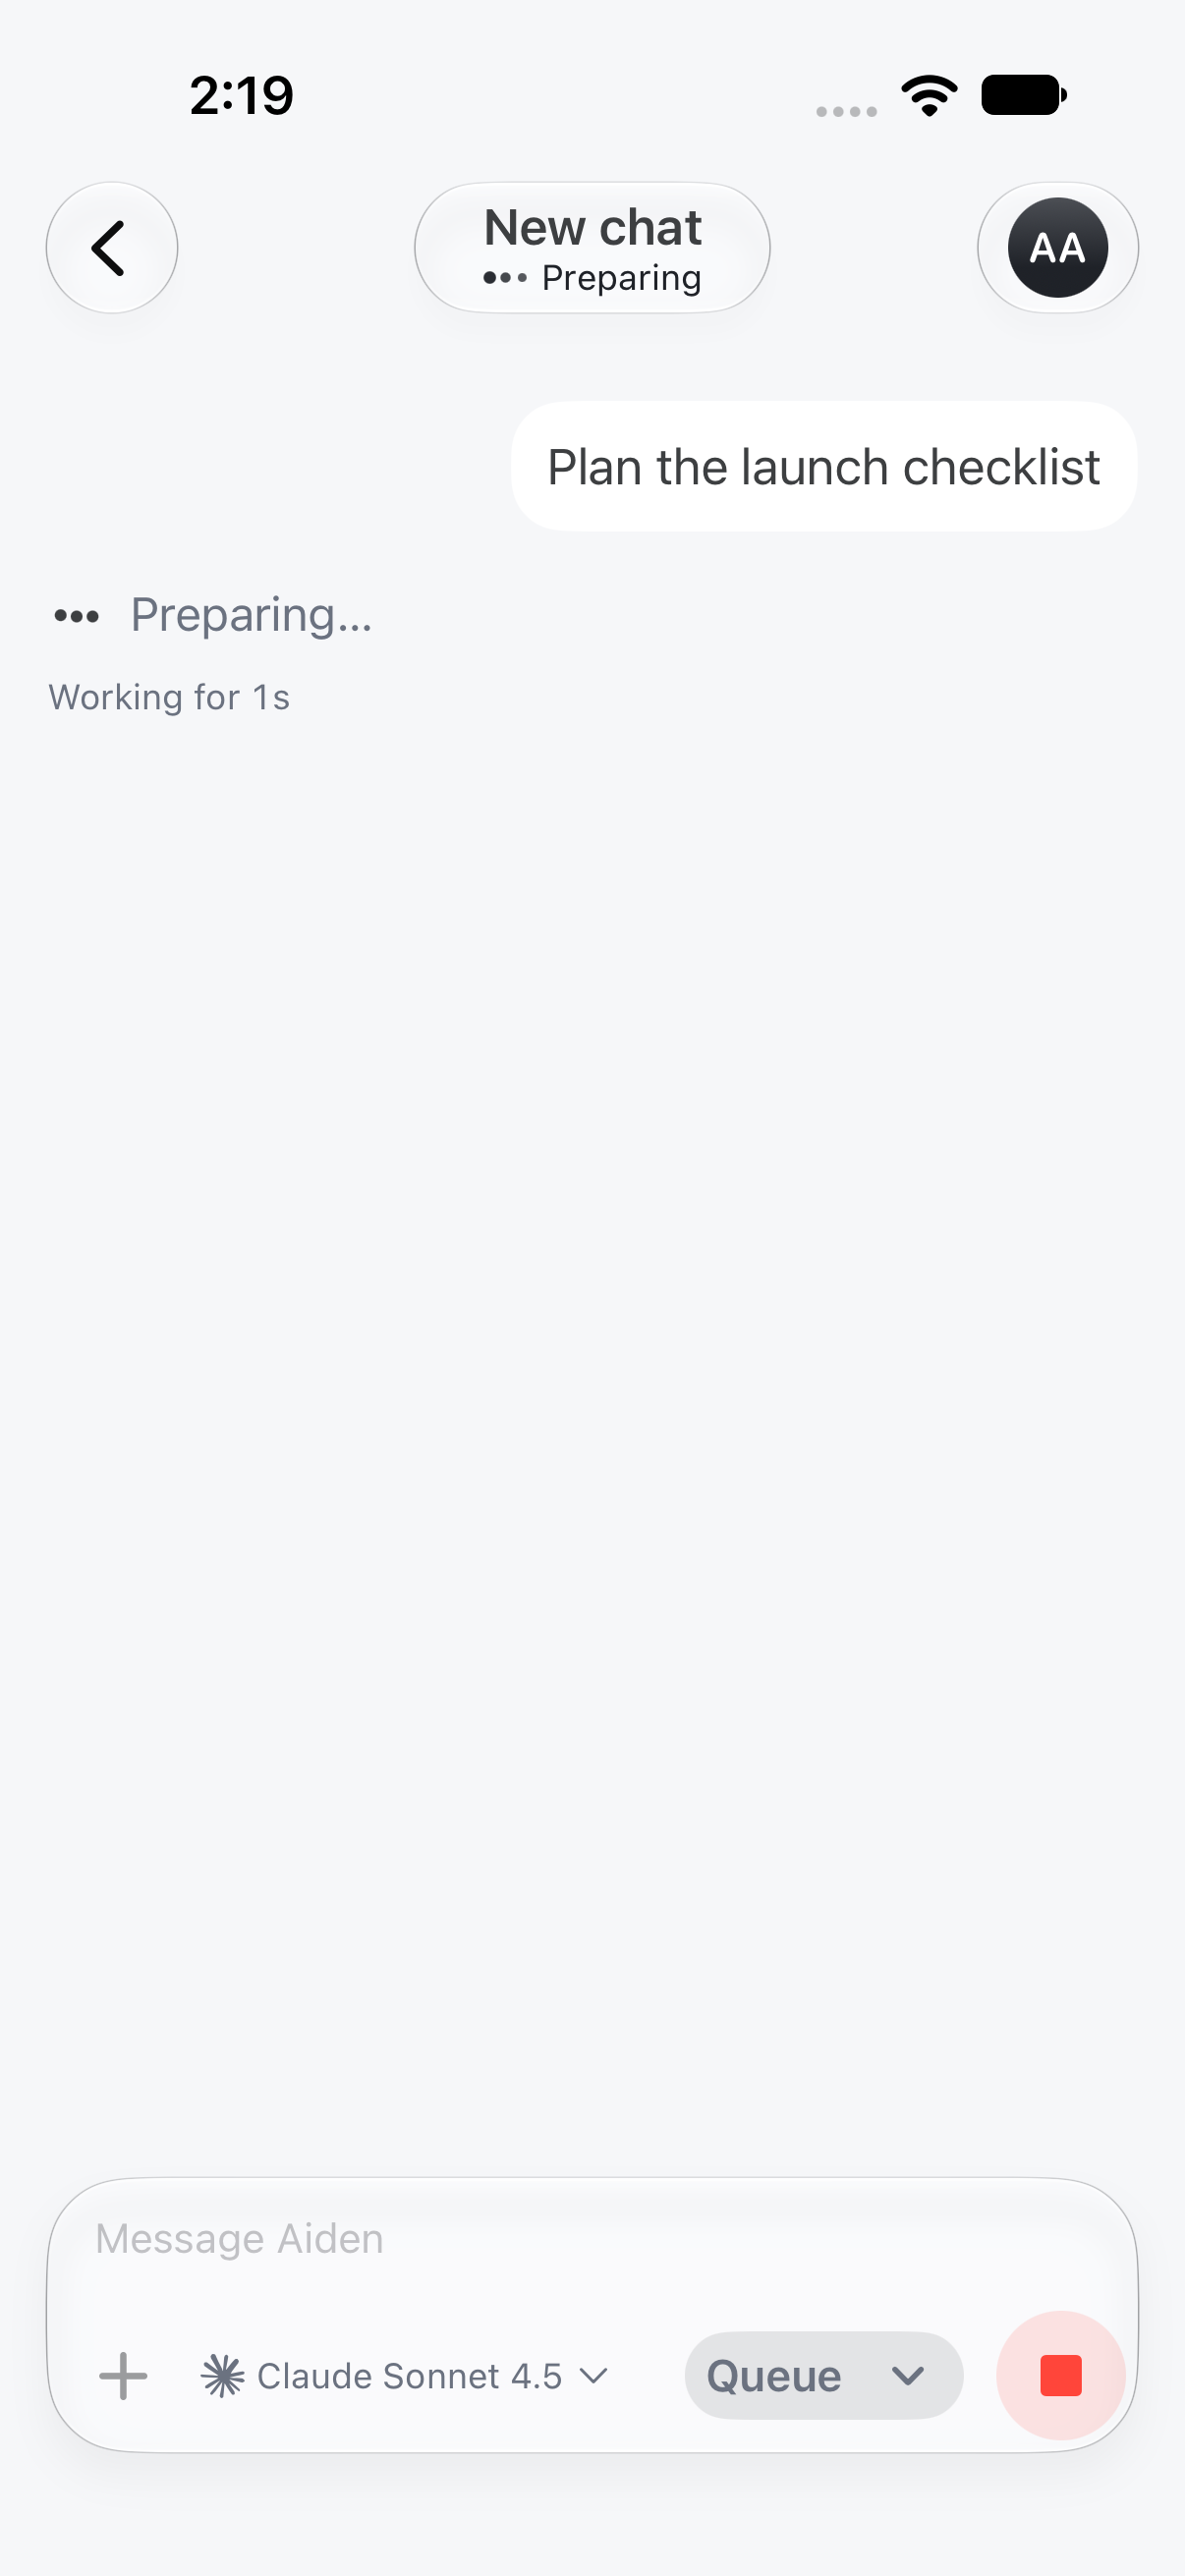 2:19
New chat
Preparing
AA
Plan the launch checklist
Preparing...
Working for 1s
Message Aiden
Claude Sonnet 4.5
Queue